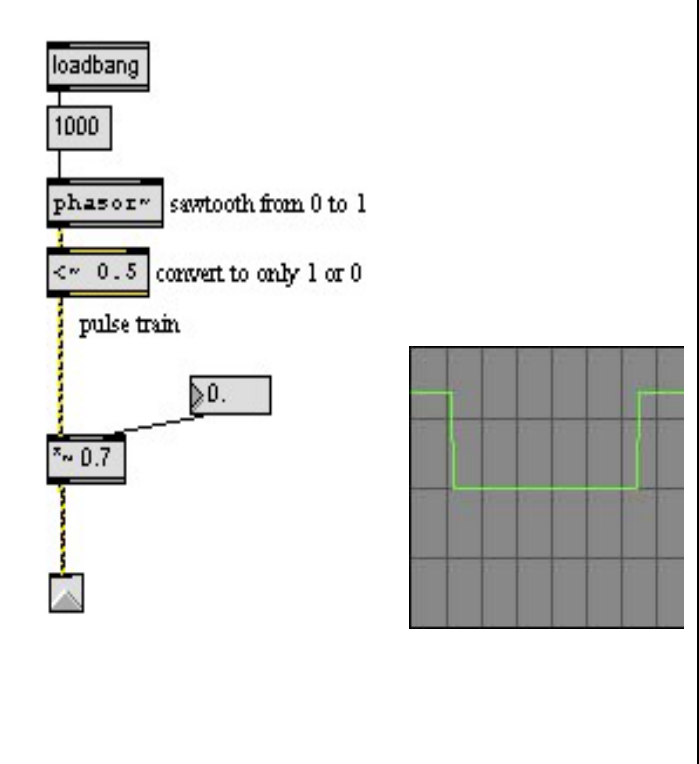 loadbang
1000
phasor~ sawtooth from 0 to 1
<~ 0.5 convert to only 1 or 0
pulse train
0.
*~ 0.7